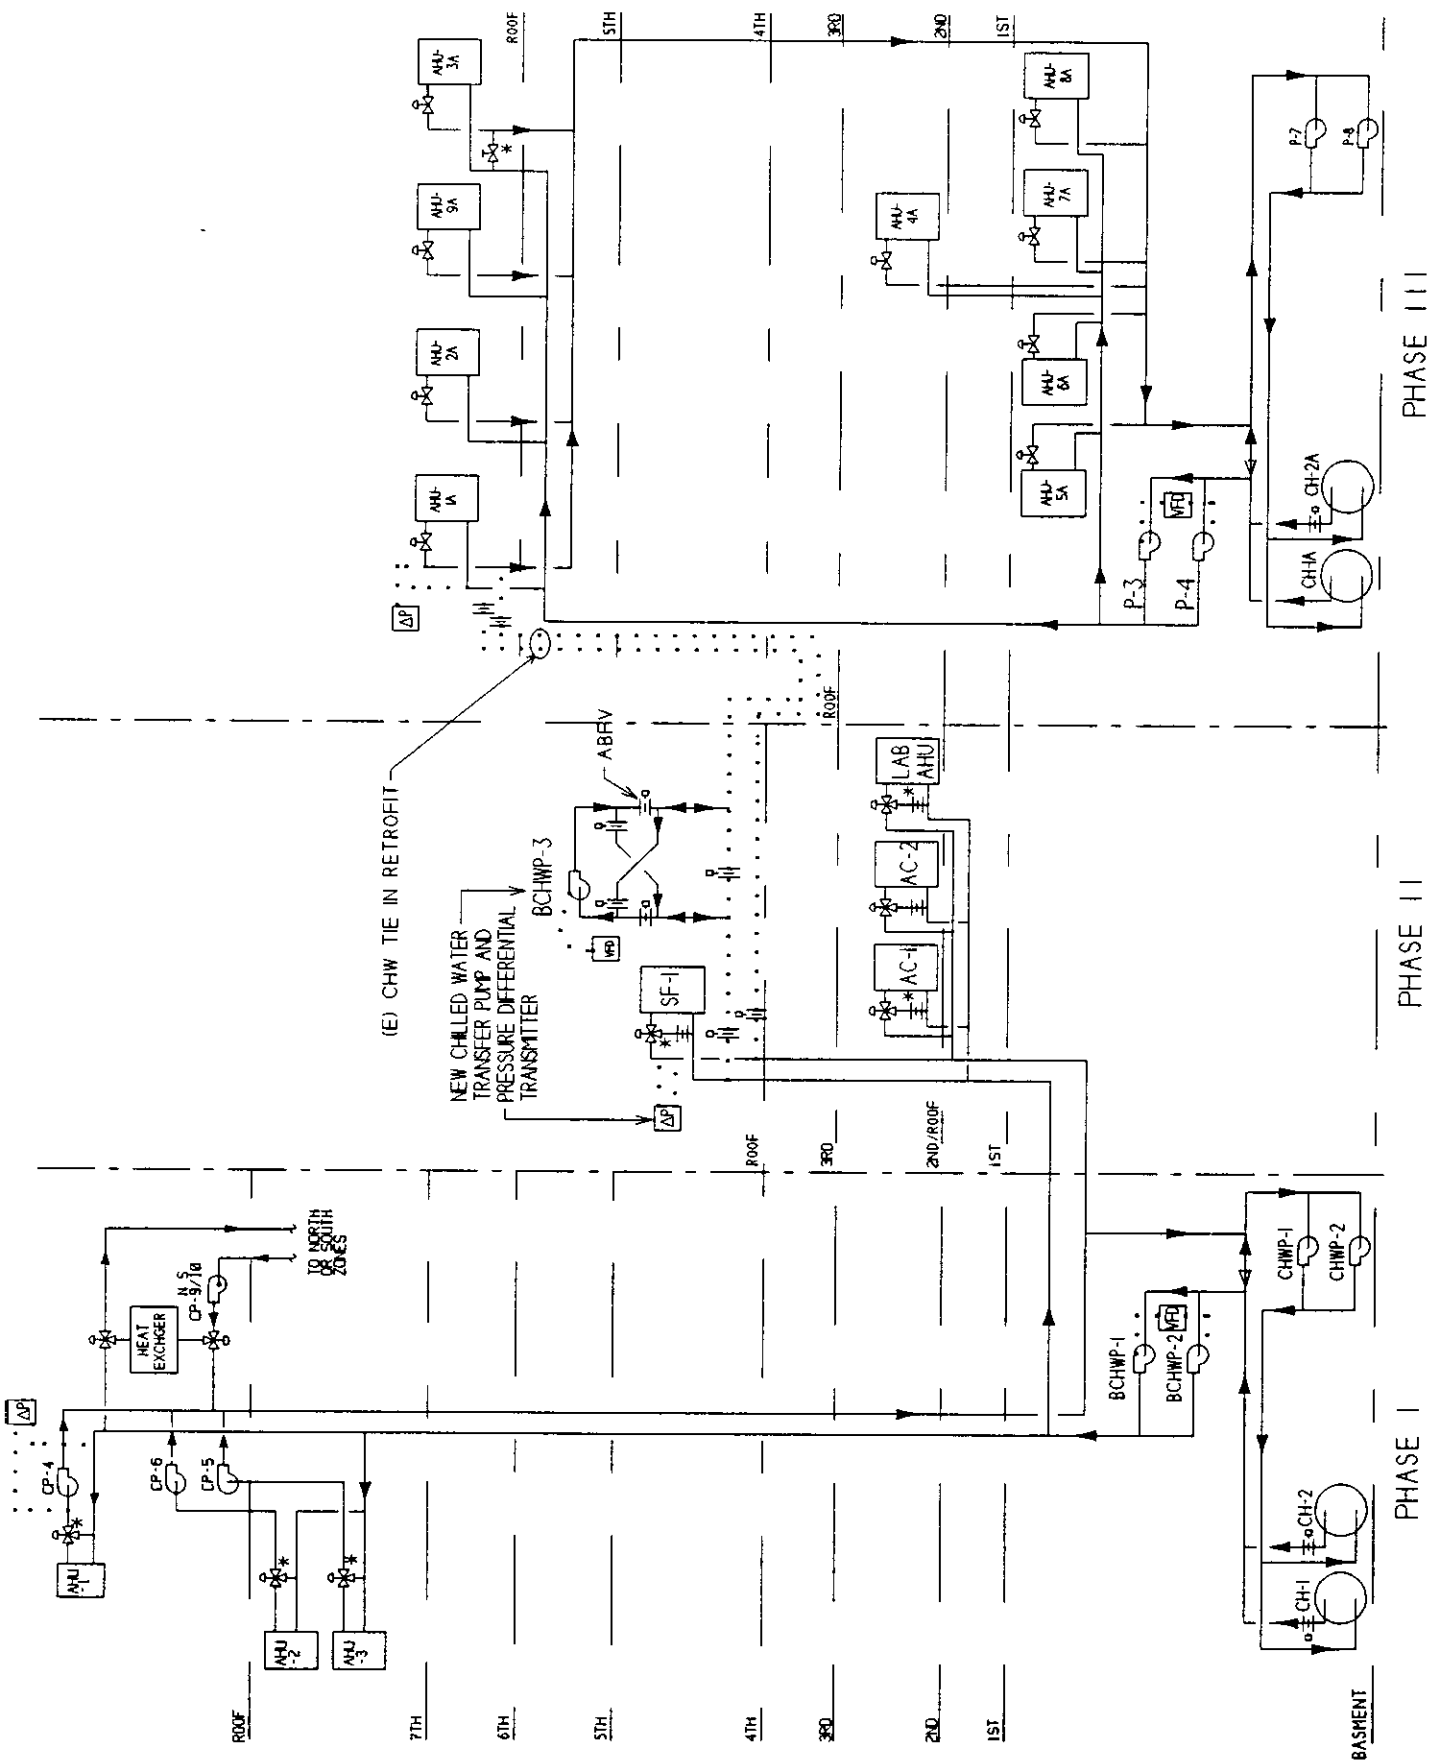 ROOF
5TH
4TH
3RD
2ND
1ST
AHU-
3A
AHU-
9A
AHU-
2A
AHU-
1A
*
ΔP
AHU-
8A
AHU-
7A
AHU-
4A
AHU-
6A
AHU-
5A
P-7
P-8
VFD
P-3
P-4
CH-2A
CH-1A
PHASE III
(E) CHW TIE IN RETROFIT
ABRV
BCHWP-3
VFD
NEW CHILLED WATER
TRANSFER PUMP AND
PRESSURE DIFFERENTIAL
TRANSMITTER
ΔP
SF-1
*
ROOF
LAB
AHU
*
AC-2
AC-1
*
ROOF
3RD
2ND/ROOF
1ST
PHASE II
TO NORTH
OR SOUTH
ZONES
N S
CP-9/10
HEAT
EXCHGER
ΔP
CP-4
CP-6
CP-5
*
AHU
-1
*
AHU
-2
*
AHU
-3
ROOF
7TH
6TH
5TH
4TH
3RD
2ND
1ST
BASMENT
BCHWP-1
BCHWP-2
VFD
CHWP-1
CHWP-2
CH-2
CH-1
PHASE I